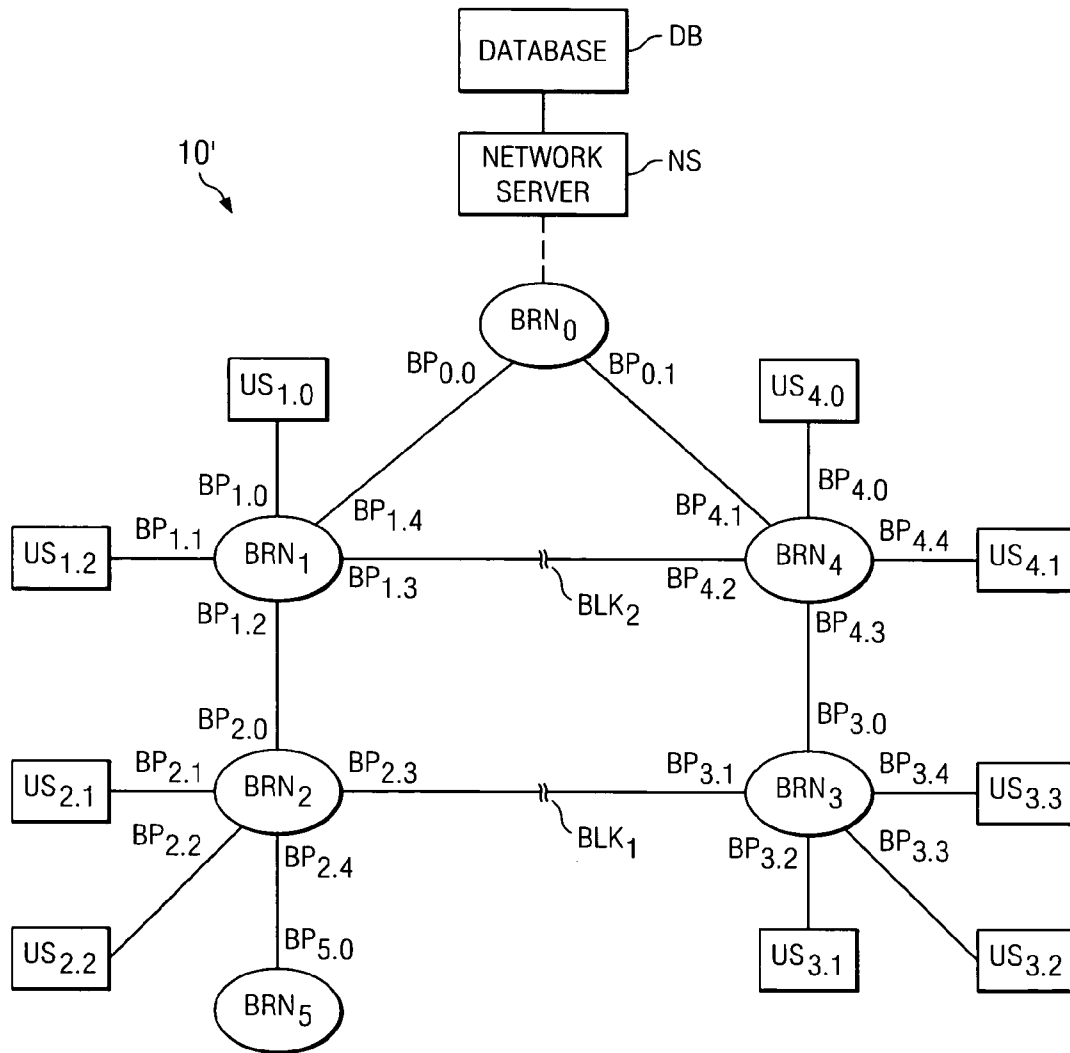 DATABASE
DB
NETWORK
SERVER
NS
10'
BRN0
BP0.0
BP0.1
US1.0
US4.0
BP1.0
BP4.0
BP1.4
BP4.1
BP1.1
BP4.4
US1.2
BRN1
BRN4
US4.1
BP1.3
BP4.2
BLK2
BP1.2
BP4.3
BP2.0
BP3.0
BP2.1
BP2.3
BP3.1
BP3.4
US2.1
BRN2
BRN3
US3.3
BP2.2
BLK1
BP3.3
BP2.4
BP3.2
BP5.0
US2.2
US3.1
US3.2
BRN5